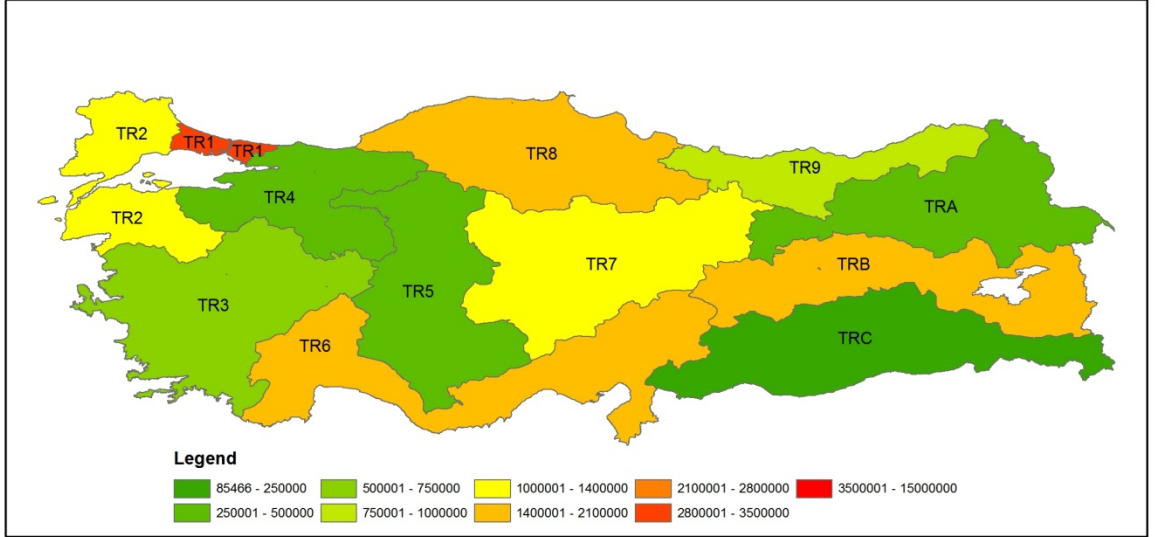 TR2
TR1
TR1
TR8
TR9
TR4
TRA
TR2
TR7
TRB
TR5
TR3
TR6
TRC
Legend
85466 - 250000
500001 - 750000
1000001 - 1400000
2100001 - 2800000
3500001 - 15000000
250001 - 500000
750001 - 1000000
1400001 - 2100000
2800001 - 3500000